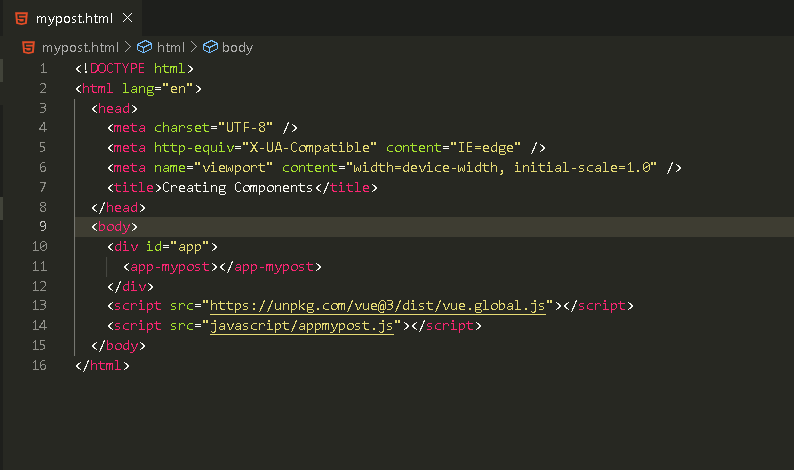 mypost.html ×
mypost.html > html > body
1 <!DOCTYPE html>
2 <html lang="en">
3 <head>
4 <meta charset="UTF-8" />
5 <meta http-equiv="X-UA-Compatible" content="IE=edge" />
6 <meta name="viewport" content="width=device-width, initial-scale=1.0" />
7 <title>Creating Components</title>
8 </head>
9 <body>
10 <div id="app">
11 <app-mypost></app-mypost>
12 </div>
13 <script src="https://unpkg.com/vue@3/dist/vue.global.js"></script>
14 <script src="javascript/appmypost.js"></script>
15 </body>
16 </html>